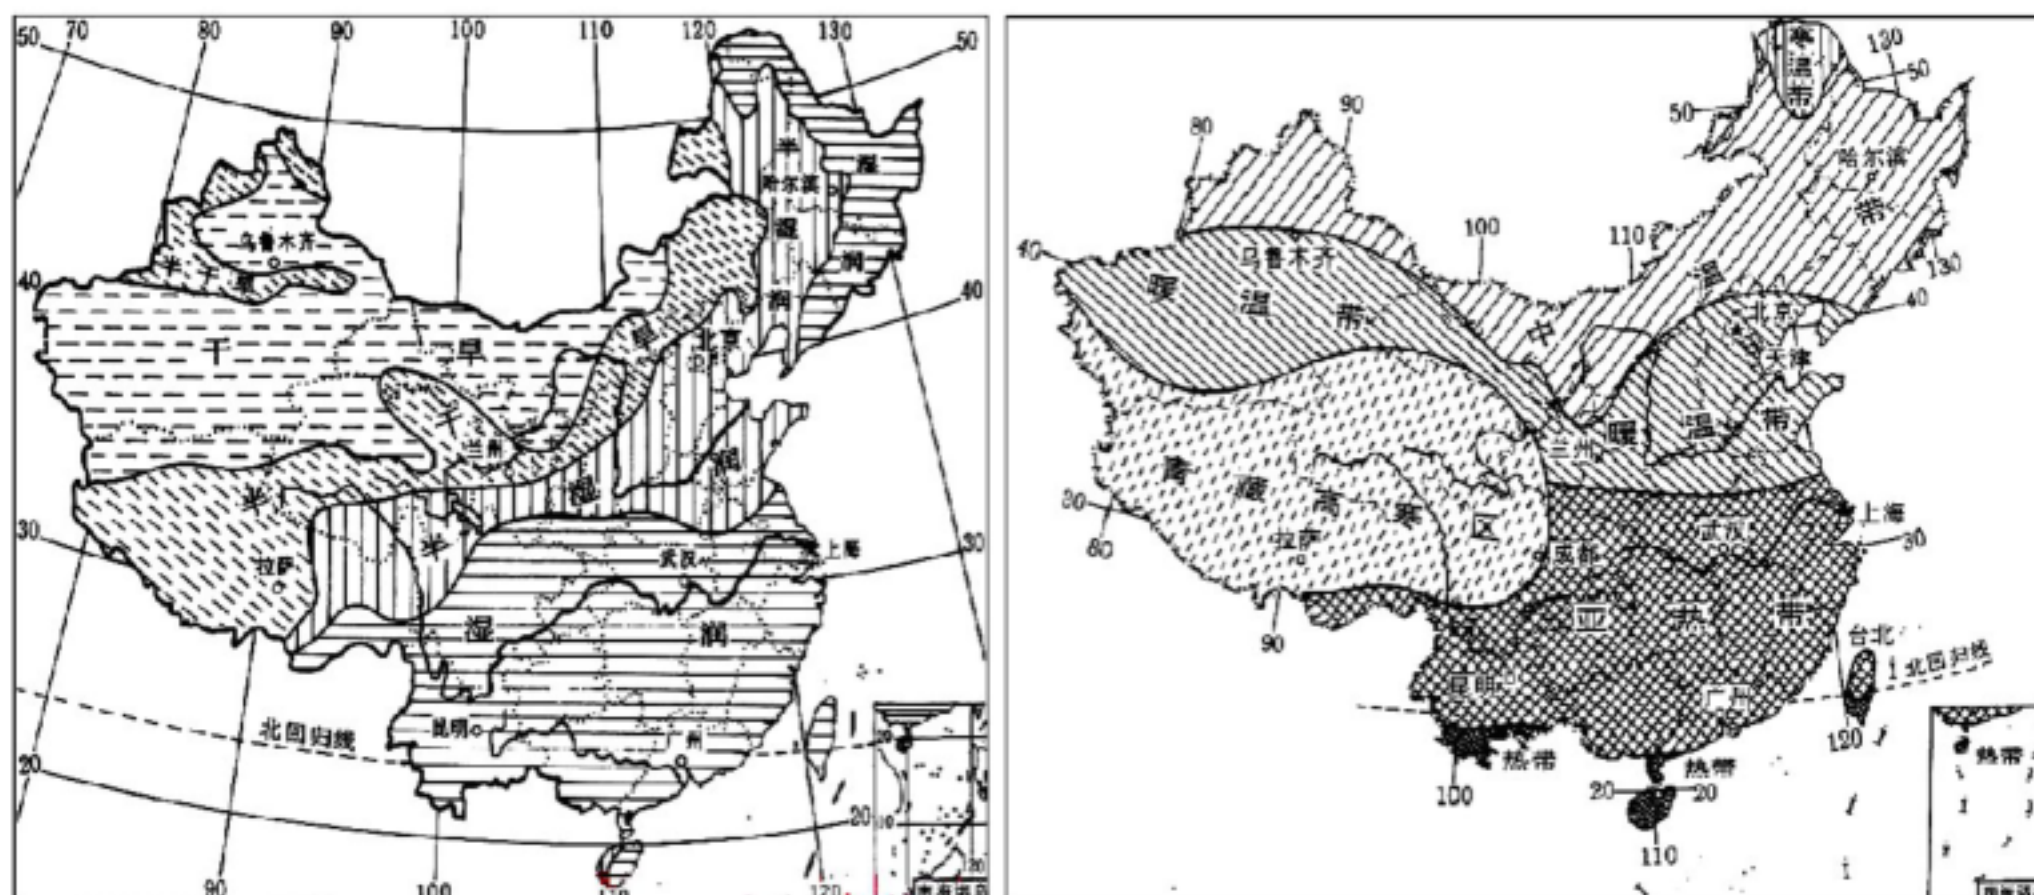 70 80 90 100 110 120 130
50 50
湿
半
哈尔滨
湿
润
乌鲁木齐
半 干 旱
润
40 40
干 旱
旱
北京
干
兰州
润
湿
半
半
30 30
拉萨
武汉
上海
湿 润
昆明
州
北回归线
20 20
20
10
20
90 100 110 120
寒
温
带
130
50
50
90
80
哈尔滨
带
100
110
130
40
乌鲁木齐
温
暖 温 带
中
北京
40
天津
兰州 暖 温 带
青 藏 高 寒 区
30
80
拉萨
成都
武汉
上海
30
亚 热 带
90
昆明
广州
台北
北回归线
120
热带
热带
热带
100
20 20
110